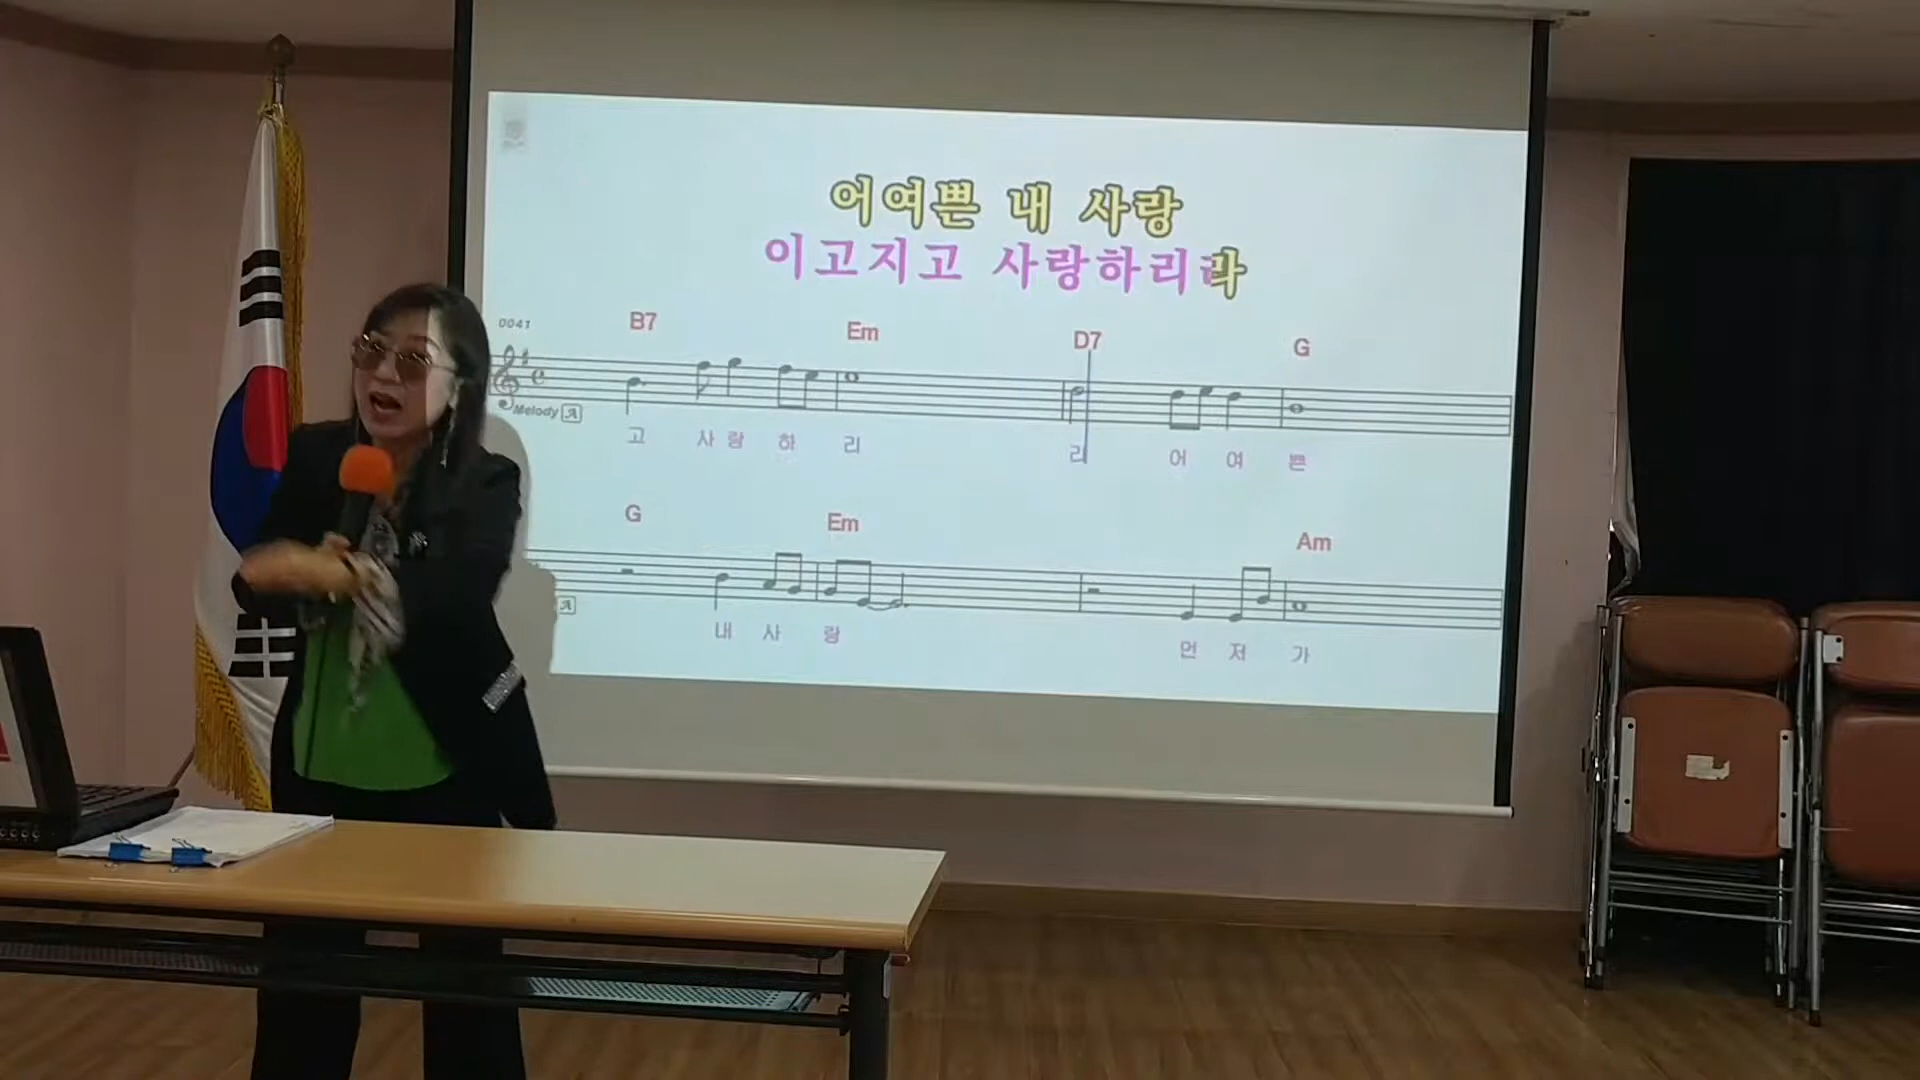 어여쁜 내 사랑
이고지고 사랑하리라
0041 B7 Em D7 G
Melody A
고 사 랑 하 리 라 어 여 쁜
G Em Am
A
내 사 랑 먼 저 가